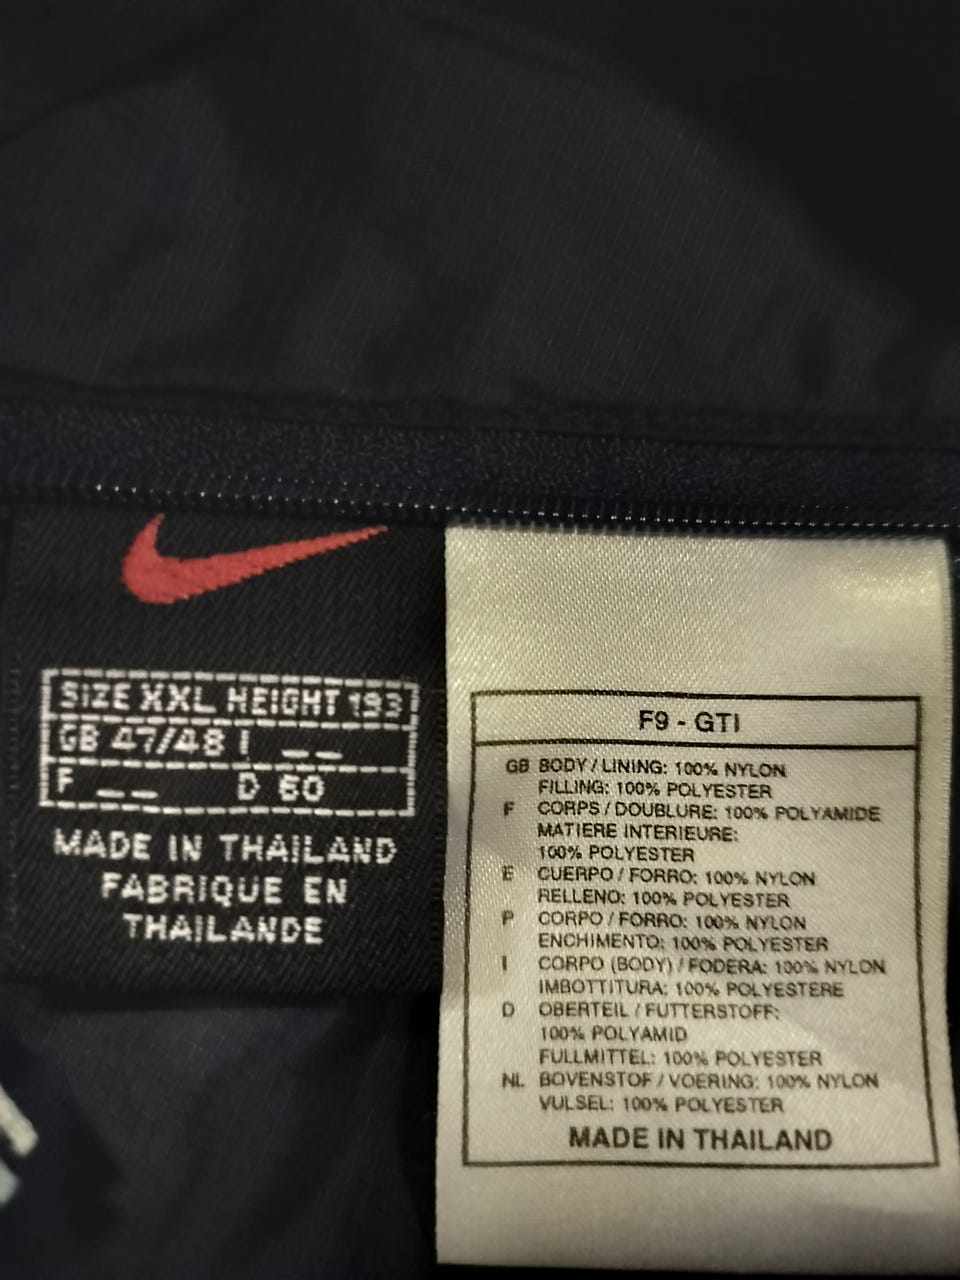 SIZE XXL HEIGHT 193
GB 47/48 I _ _
F _ _ D 60
MADE IN THAILAND
FABRIQUE EN
THAILANDE
F9 - GTI
GB BODY / LINING: 100% NYLON
FILLING: 100% POLYESTER
F CORPS / DOUBLURE: 100% POLYAMIDE
MATIERE INTERIEURE:
100% POLYESTER
E CUERPO / FORRO: 100% NYLON
RELLENO: 100% POLYESTER
P CORPO / FORRO: 100% NYLON
ENCHIMENTO: 100% POLYESTER
I CORPO (BODY) / FODERA: 100% NYLON
IMBOTTITURA: 100% POLYESTERE
D OBERTEIL / FUTTERSTOFF:
100% POLYAMID
FULLMITTEL: 100% POLYESTER
NL BOVENSTOF / VOERING: 100% NYLON
VULSEL: 100% POLYESTER
MADE IN THAILAND